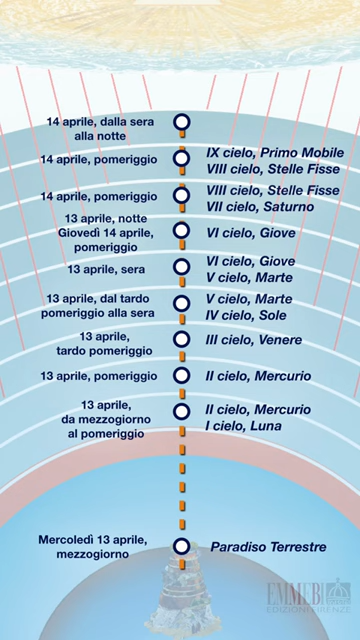 14 aprile, dalla sera
alla notte
14 aprile, pomeriggio
IX cielo, Primo Mobile
VIII cielo, Stelle Fisse
14 aprile, pomeriggio
VIII cielo, Stelle Fisse
VII cielo, Saturno
13 aprile, notte
Giovedì 14 aprile,
pomeriggio
VI cielo, Giove
13 aprile, sera
VI cielo, Giove
V cielo, Marte
13 aprile, dal tardo
pomeriggio alla sera
V cielo, Marte
IV cielo, Sole
13 aprile,
tardo pomeriggio
III cielo, Venere
13 aprile, pomeriggio
II cielo, Mercurio
13 aprile,
da mezzogiorno
al pomeriggio
II cielo, Mercurio
I cielo, Luna
Mercoledì 13 aprile,
mezzogiorno
Paradiso Terrestre
EMMEBI
EDIZIONI FIRENZE